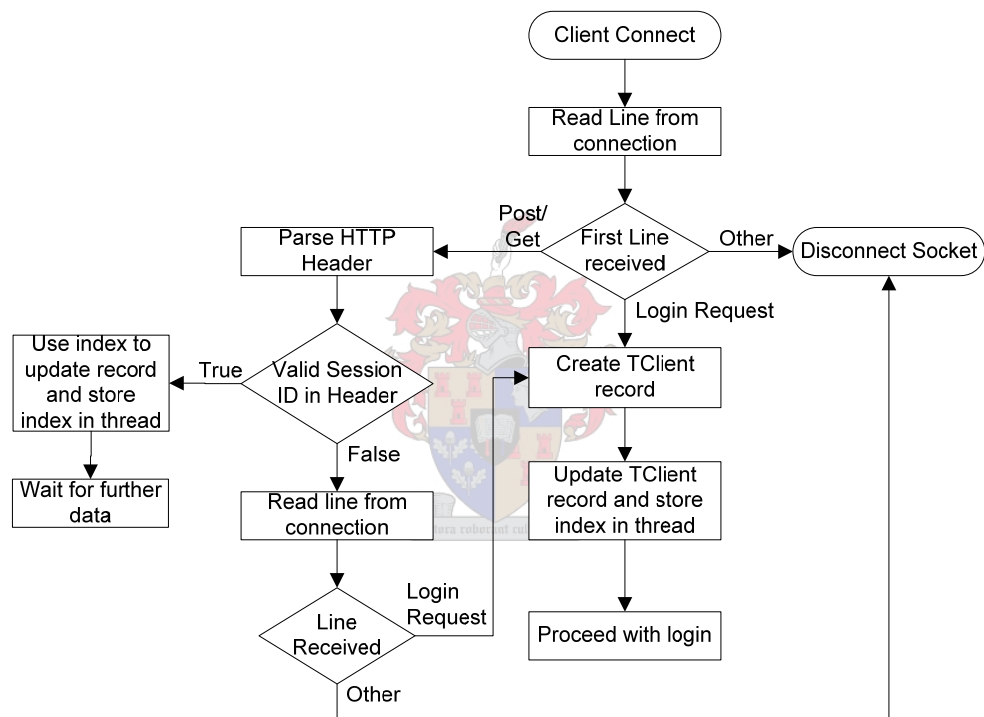 Client Connect
Read Line from
connection
Post/
Get
First Line
received
Other
Disconnect Socket
Parse HTTP
Header
Login Request
Use index to
update record
and store
index in thread
True
Valid Session
ID in Header
Create TClient
record
False
Wait for further
data
Read line from
connection
Update TClient
record and store
index in thread
roborant
Login
Request
Line
Received
Proceed with login
Other